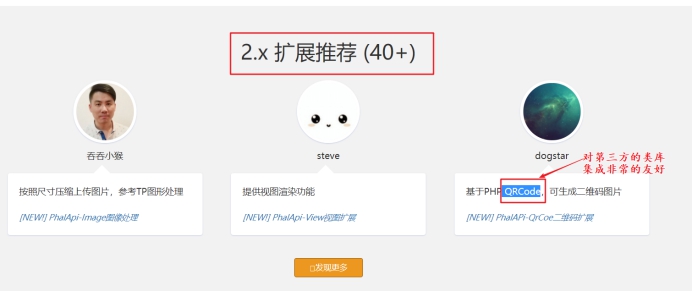 2.x 扩展推荐 (40+)
吞吞小猴
steve
dogstar
对第三方的类库
集成非常的友好
按照尺寸压缩上传图片，参考TP图形处理
提供视图渲染功能
基于PHP QRCode，可生成二维码图片
[NEW!] PhalApi-Image图像处理
[NEW!] PhalApi-View视图扩展
[NEW!] PhalAPi-QrCoe二维码扩展
发现更多